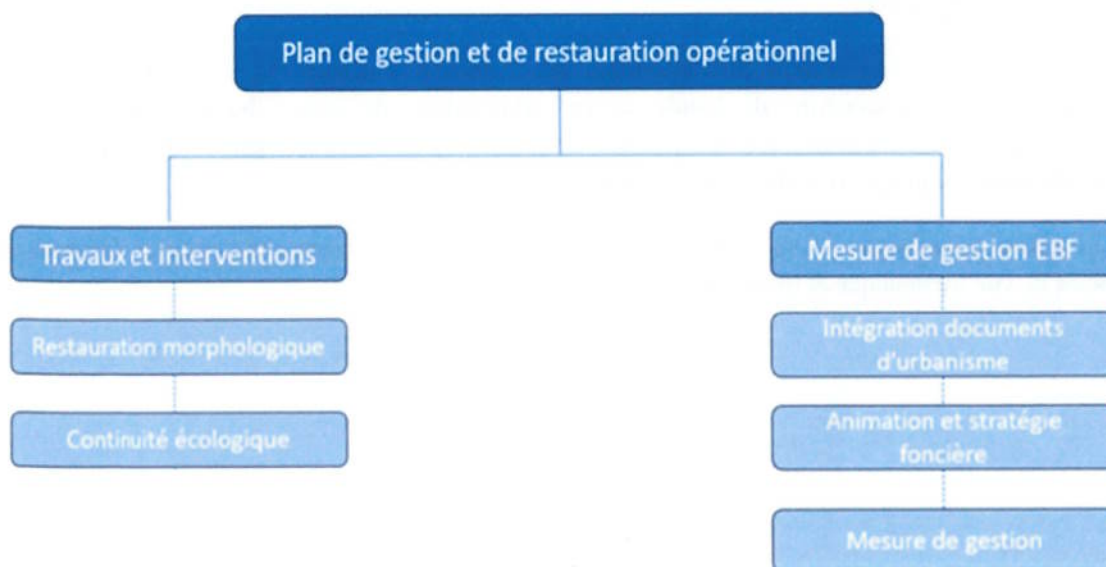 Plan de gestion et de restauration opérationnel
Travaux et interventions
Restauration morphologique
Continuité écologique
Mesure de gestion EBF
Intégration documents
d'urbanisme
Animation et stratégie
foncière
Mesure de gestion